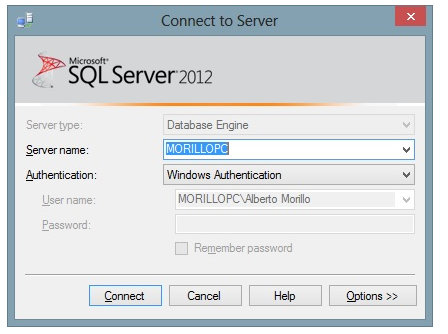 Connect to Server
Microsoft®
SQL Server 2012
Server type: Database Engine
Server name: MORILLOPC
Authentication: Windows Authentication
User name: MORILLOPC\Alberto Morillo
Password:
Remember password
Connect Cancel Help Options >>